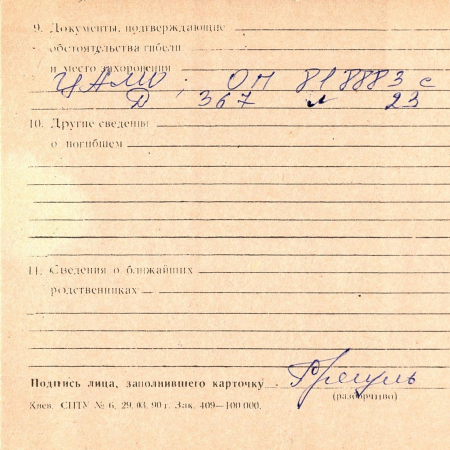 9. Документы, подтверждающие
обстоятельства гибели
и место захоронения
ЦАМО; ОП 818883 с
Д 367 л 23
10. Другие сведения
о погибшем
11. Сведения о ближайших
родственниках
Подпись лица, заполнившего карточку
(разборчиво)
Киев. СПТУ № 6. 29. 03. 90 г. Зак. 409—100 000.